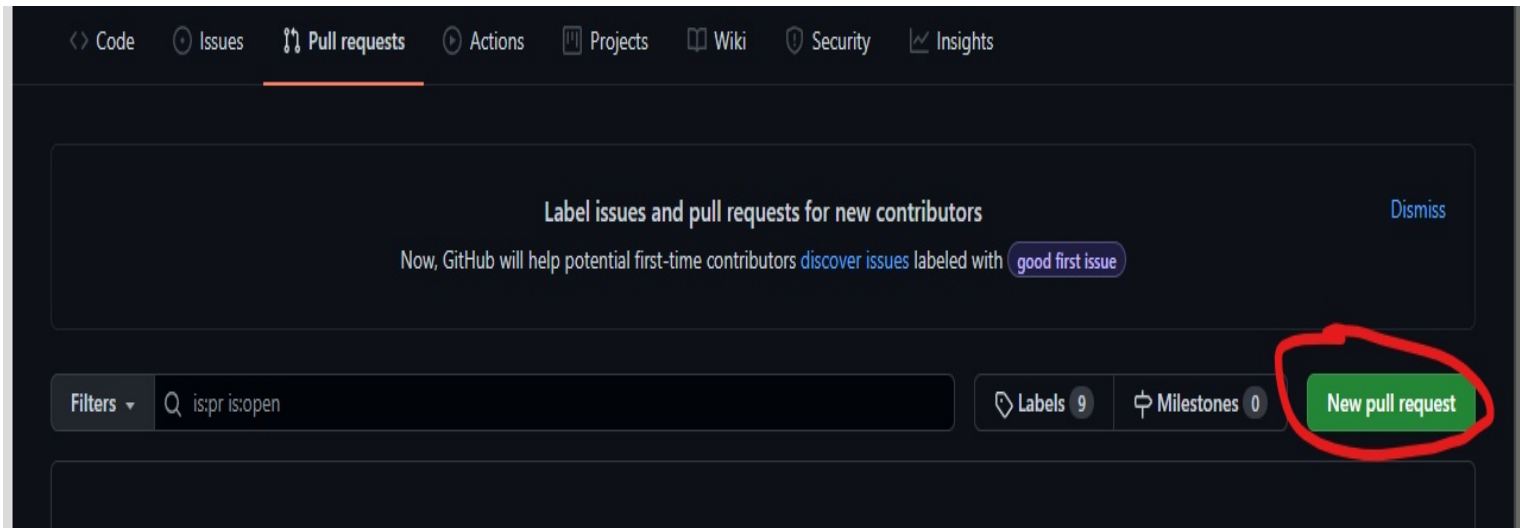 Code Issues Pull requests Actions Projects Wiki Security Insights
Label issues and pull requests for new contributors
Dismiss
Now, GitHub will help potential first-time contributors discover issues labeled with good first issue
Filters is:pr is:open Labels 9 Milestones 0 New pull request